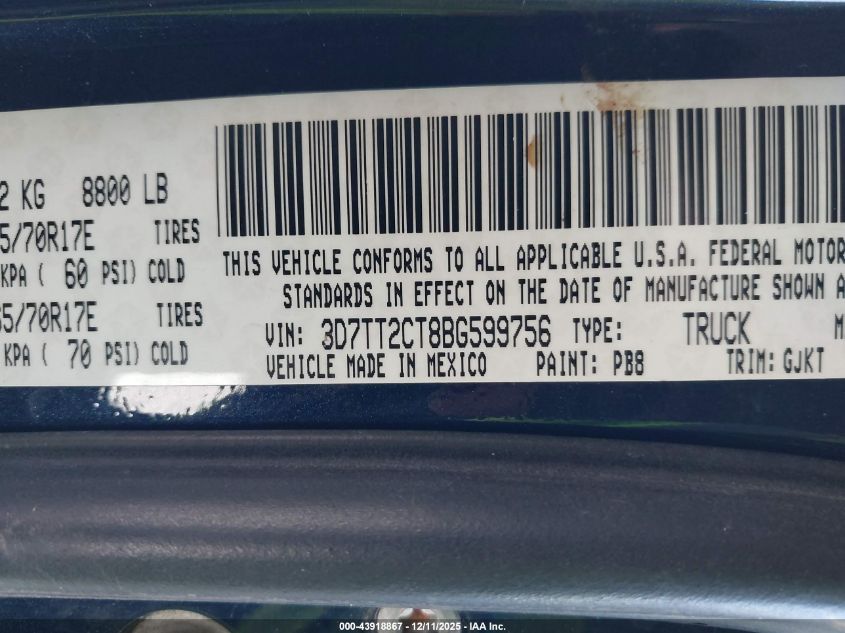 2 KG 8800 LB
5/70R17E TIRES
KPA ( 60 PSI) COLD
35/70R17E TIRES
KPA ( 70 PSI) COLD
THIS VEHICLE CONFORMS TO ALL APPLICABLE U.S.A. FEDERAL MOTOR
STANDARDS IN EFFECT ON THE DATE OF MANUFACTURE SHOWN A
VIN: 3D7TT2CT8BG599756 TYPE: TRUCK M
VEHICLE MADE IN MEXICO PAINT: PB8 TRIM: GJKT
000-43918867 - 12/11/2025 - IAA Inc.